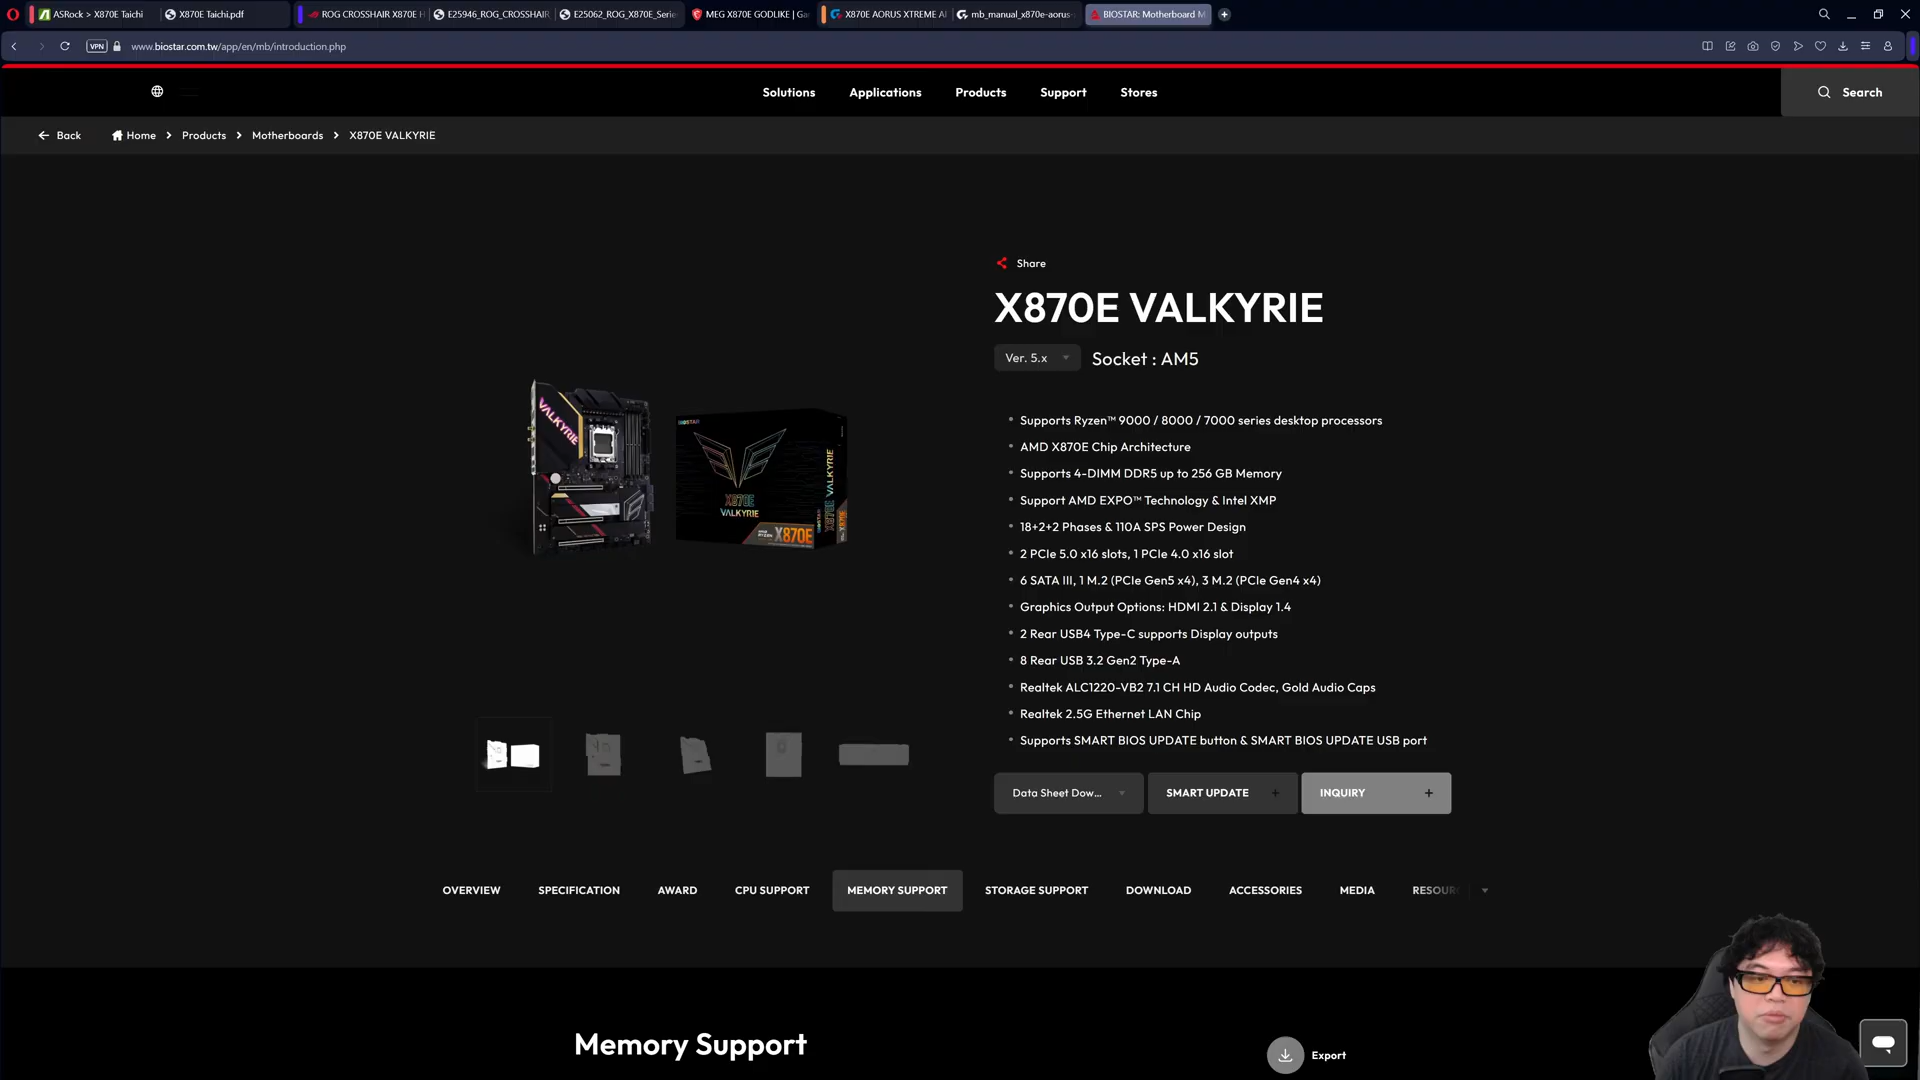 ASRock > X870E Taichi
X870E Taichi.pdf
ROG CROSSHAIR X870E H
E25946_ROG_CROSSHAIR
E25062_ROG_X870E_Serie
MEG X870E GODLIKE | Ga
X870E AORUS XTREME AI
mb_manual_x870e-aorus-
BIOSTAR: Motherboard M
VPN
www.biostar.com.tw/app/en/mb/introduction.php
Solutions
Applications
Products
Support
Stores
Search
Back
Home
Products
Motherboards
X870E VALKYRIE
Share
X870E VALKYRIE
Ver. 5.x
Socket : AM5
Supports Ryzen™ 9000 / 8000 / 7000 series desktop processors
AMD X870E Chip Architecture
Supports 4-DIMM DDR5 up to 256 GB Memory
Support AMD EXPO™ Technology & Intel XMP
18+2+2 Phases & 110A SPS Power Design
2 PCIe 5.0 x16 slots, 1 PCIe 4.0 x16 slot
6 SATA III, 1 M.2 (PCIe Gen5 x4), 3 M.2 (PCIe Gen4 x4)
Graphics Output Options: HDMI 2.1 & Display 1.4
2 Rear USB4 Type-C supports Display outputs
8 Rear USB 3.2 Gen2 Type-A
Realtek ALC1220-VB2 7.1 CH HD Audio Codec, Gold Audio Caps
Realtek 2.5G Ethernet LAN Chip
Supports SMART BIOS UPDATE button & SMART BIOS UPDATE USB port
VALKYRIE
BIOSTAR
X870E
VALKYRIE
X870E
X870E VALKYRIE
Data Sheet Dow...
SMART UPDATE +
INQUIRY +
OVERVIEW
SPECIFICATION
AWARD
CPU SUPPORT
MEMORY SUPPORT
STORAGE SUPPORT
DOWNLOAD
ACCESSORIES
MEDIA
RESOUR
Memory Support
Export